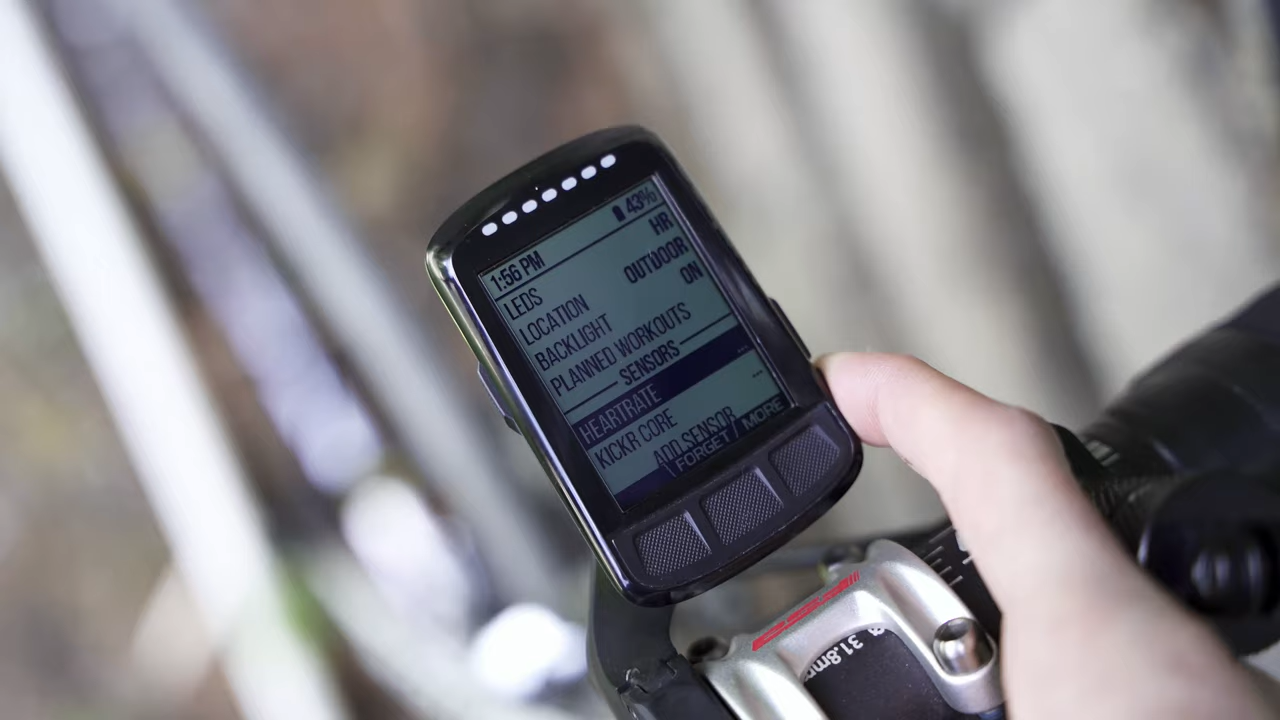 1:56 PM 43%
LEDS HR
LOCATION OUTDOOR
BACKLIGHT ON
PLANNED WORKOUTS
SENSORS
HEARTRATE ---
KICKR CORE ---
ADD SENSOR
FORGET / MORE
31.8mm